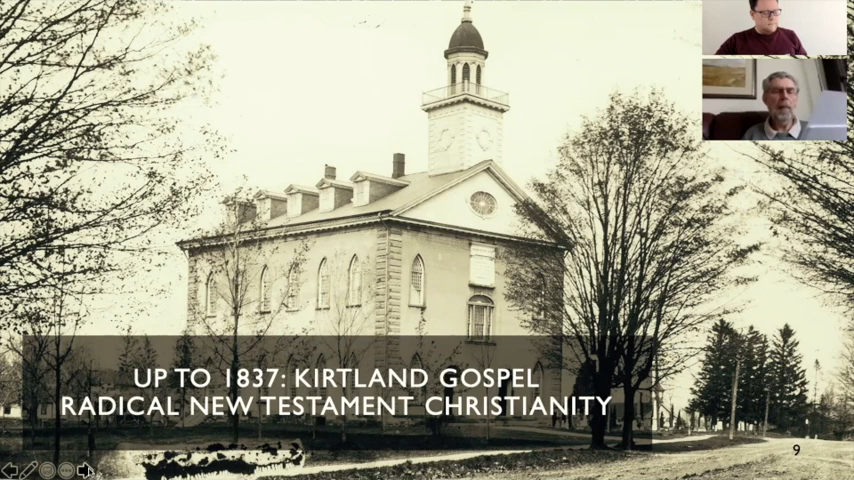 UP TO 1837: KIRTLAND GOSPEL
RADICAL NEW TESTAMENT CHRISTIANITY
9